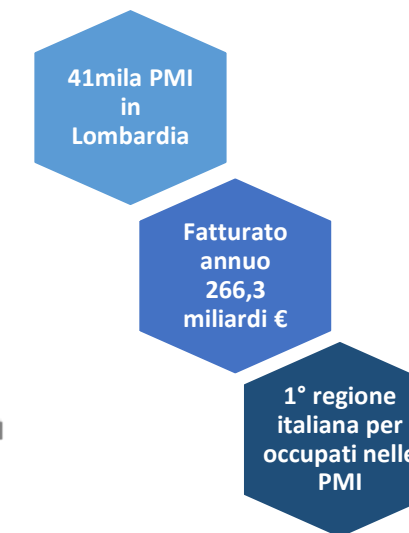 41mila PMI
in
Lombardia
Fatturato
annuo
266,3
miliardi €
1° regione
italiana per
occupati nelle
PMI